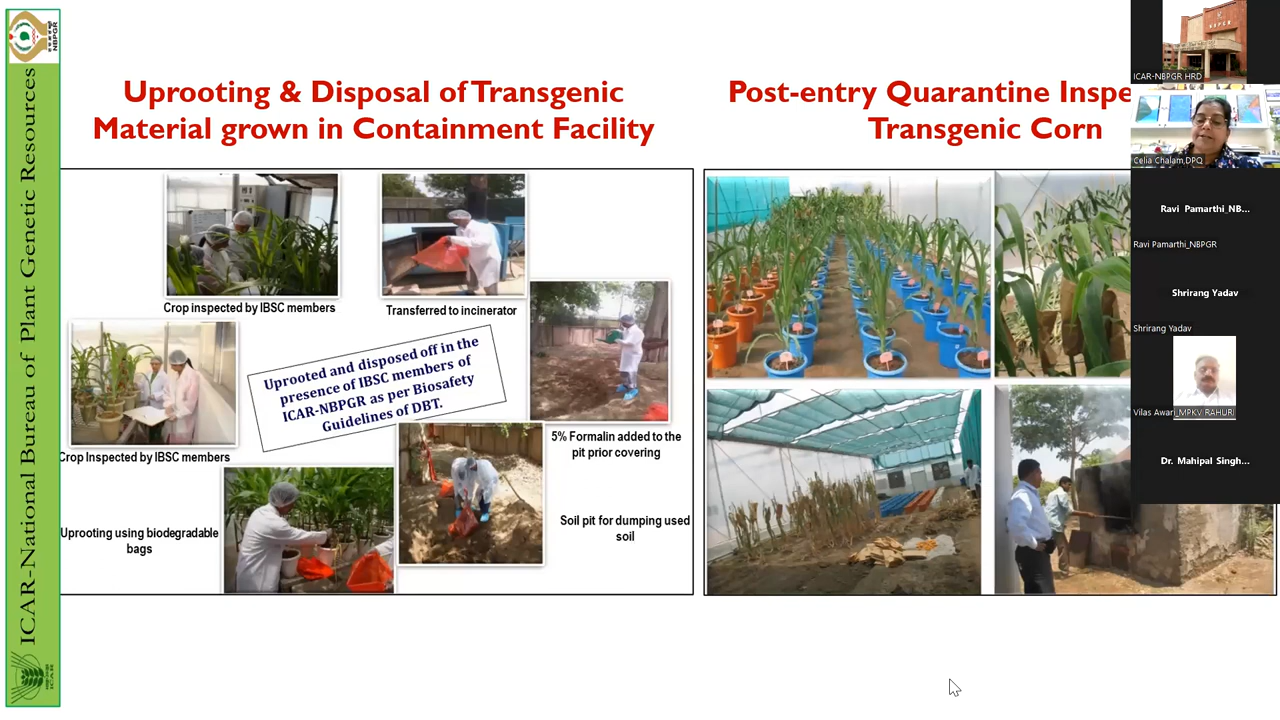 ICAR-National Bureau of Plant Genetic Resources
NBPGR
ICAR
Uprooting & Disposal of Transgenic
Material grown in Containment Facility
Crop inspected by IBSC members
Transferred to incinerator
Uprooted and disposed off in the
presence of IBSC members of
ICAR-NBPGR as per Biosafety
Guidelines of DBT.
Crop Inspected by IBSC members
5% Formalin added to the
pit prior covering
Uprooting using biodegradable
bags
Soil pit for dumping used
soil
Post-entry Quarantine Inspe
Transgenic Corn
NBPGR
ICAR-NBPGR HRD
Celia Chalam,DPQ
Ravi Pamarthi_NB...
Ravi Pamarthi_NBPGR
Shrirang Yadav
Shrirang Yadav
Vilas Awari_MPKV RAHURI
Dr. Mahipal Singh...